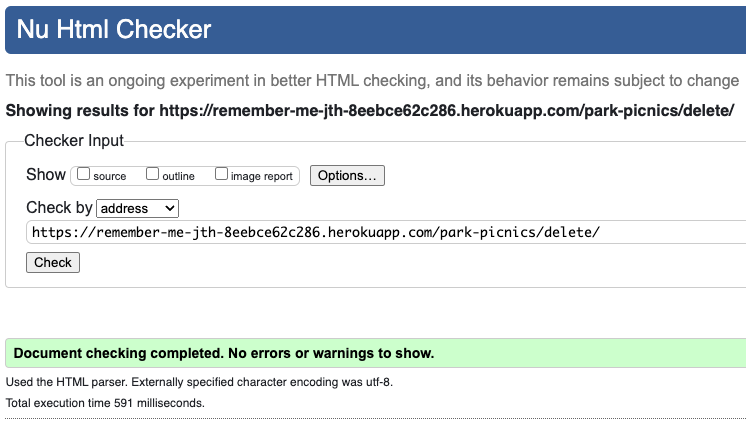 Nu Html Checker
This tool is an ongoing experiment in better HTML checking, and its behavior remains subject to change
Showing results for https://remember-me-jth-8eebce62c286.herokuapp.com/park-picnics/delete/
Checker Input
Show source outline image report Options...
Check by address
https://remember-me-jth-8eebce62c286.herokuapp.com/park-picnics/delete/
Check
Document checking completed. No errors or warnings to show.
Used the HTML parser. Externally specified character encoding was utf-8.
Total execution time 591 milliseconds.